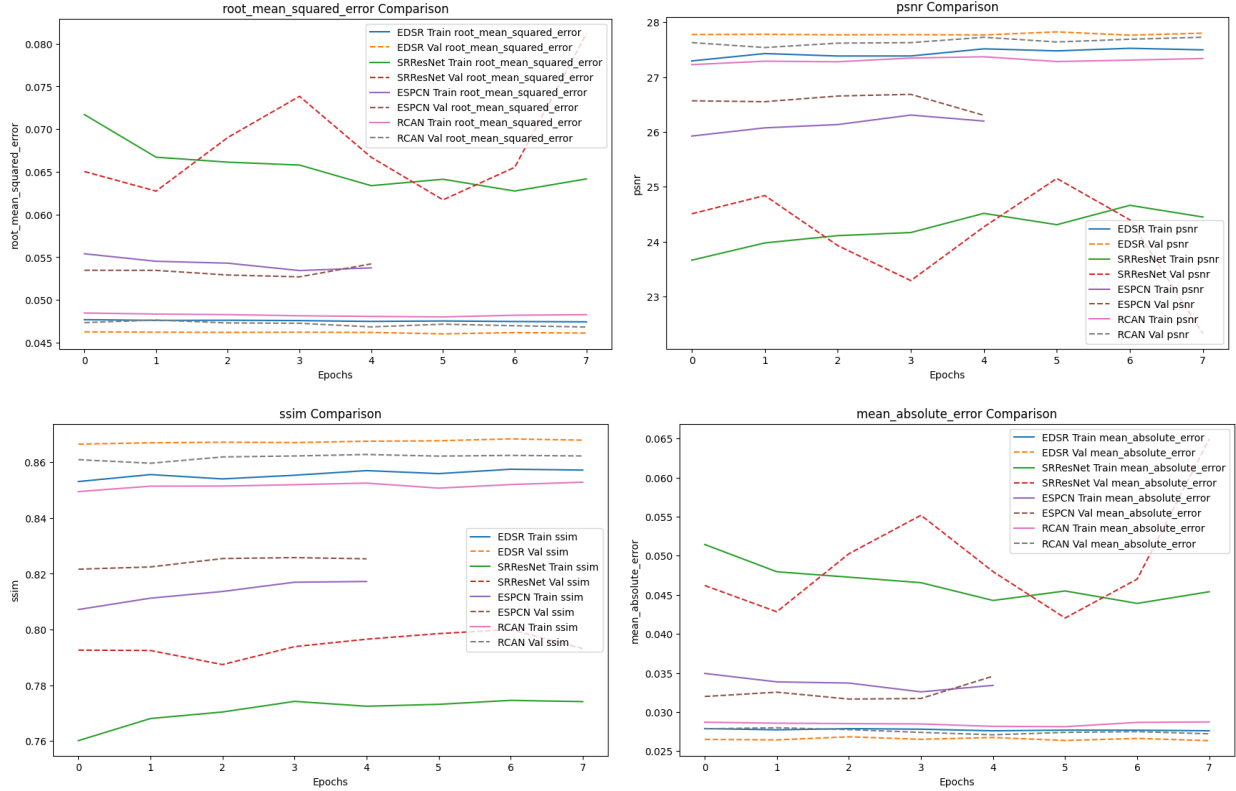 root_mean_squared_error Comparison
0.080
0.075
0.070
0.065
0.060
0.055
0.050
0.045
root_mean_squared_error
EDSR Train root_mean_squared_error
EDSR Val root_mean_squared_error
SRResNet Train root_mean_squared_error
SRResNet Val root_mean_squared_error
ESPCN Train root_mean_squared_error
ESPCN Val root_mean_squared_error
RCAN Train root_mean_squared_error
RCAN Val root_mean_squared_error
0 1 2 3 4 5 6 7
Epochs
psnr Comparison
28
27
26
25
24
23
psnr
EDSR Train psnr
EDSR Val psnr
SRResNet Train psnr
SRResNet Val psnr
ESPCN Train psnr
ESPCN Val psnr
RCAN Train psnr
RCAN Val psnr
0 1 2 3 4 5 6 7
Epochs
ssim Comparison
0.86
0.84
0.82
0.80
0.78
0.76
ssim
EDSR Train ssim
EDSR Val ssim
SRResNet Train ssim
SRResNet Val ssim
ESPCN Train ssim
ESPCN Val ssim
RCAN Train ssim
RCAN Val ssim
0 1 2 3 4 5 6 7
Epochs
mean_absolute_error Comparison
0.065
0.060
0.055
0.050
0.045
0.040
0.035
0.030
0.025
mean_absolute_error
EDSR Train mean_absolute_error
EDSR Val mean_absolute_error
SRResNet Train mean_absolute_error
SRResNet Val mean_absolute_error
ESPCN Train mean_absolute_error
ESPCN Val mean_absolute_error
RCAN Train mean_absolute_error
RCAN Val mean_absolute_error
0 1 2 3 4 5 6 7
Epochs